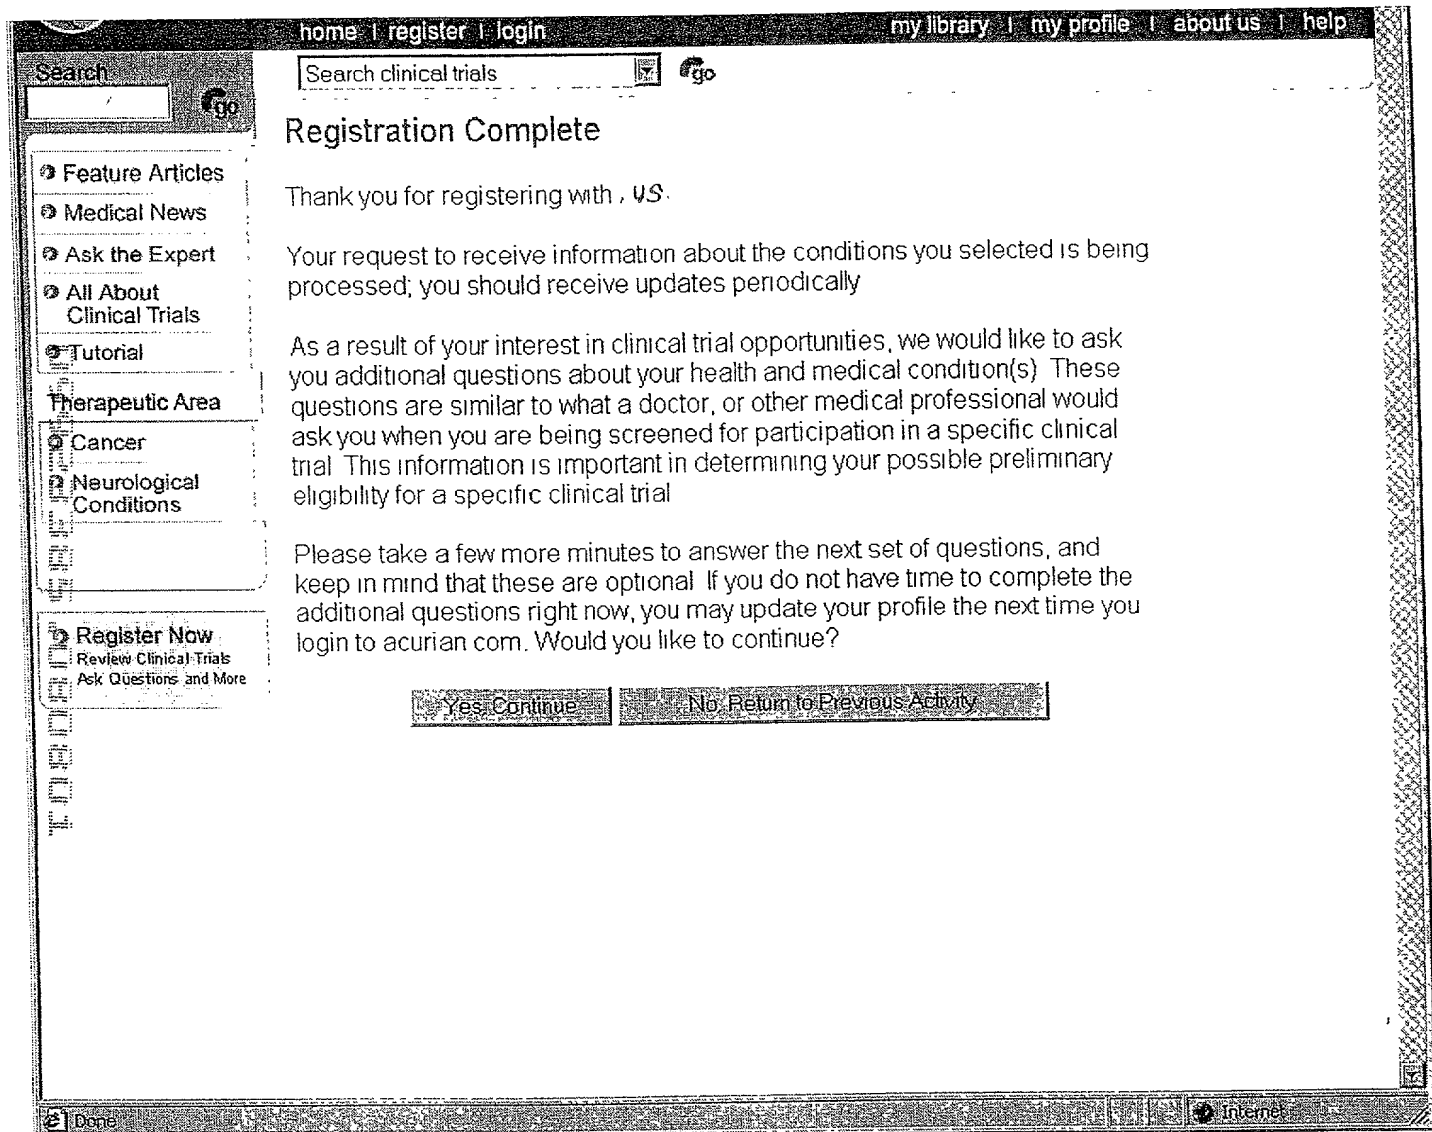 home | register | login my library | my profile | about us | help
Search
Search clinical trials go
go
Registration Complete
Feature Articles
Medical News
Ask the Expert
All About
Clinical Trials
Tutorial
Therapeutic Area
Cancer
Neurological
Conditions
Register Now
Review Clinical Trials
Ask Questions and More
Thank you for registering with , US.
Your request to receive information about the conditions you selected is being
processed; you should receive updates periodically
As a result of your interest in clinical trial opportunities, we would like to ask
you additional questions about your health and medical condition(s) These
questions are similar to what a doctor, or other medical professional would
ask you when you are being screened for participation in a specific clinical
trial This information is important in determining your possible preliminary
eligibility for a specific clinical trial
Please take a few more minutes to answer the next set of questions, and
keep in mind that these are optional If you do not have time to complete the
additional questions right now, you may update your profile the next time you
login to acurian com. Would you like to continue?
Yes, Continue No, Return to Previous Activity
Done Internet